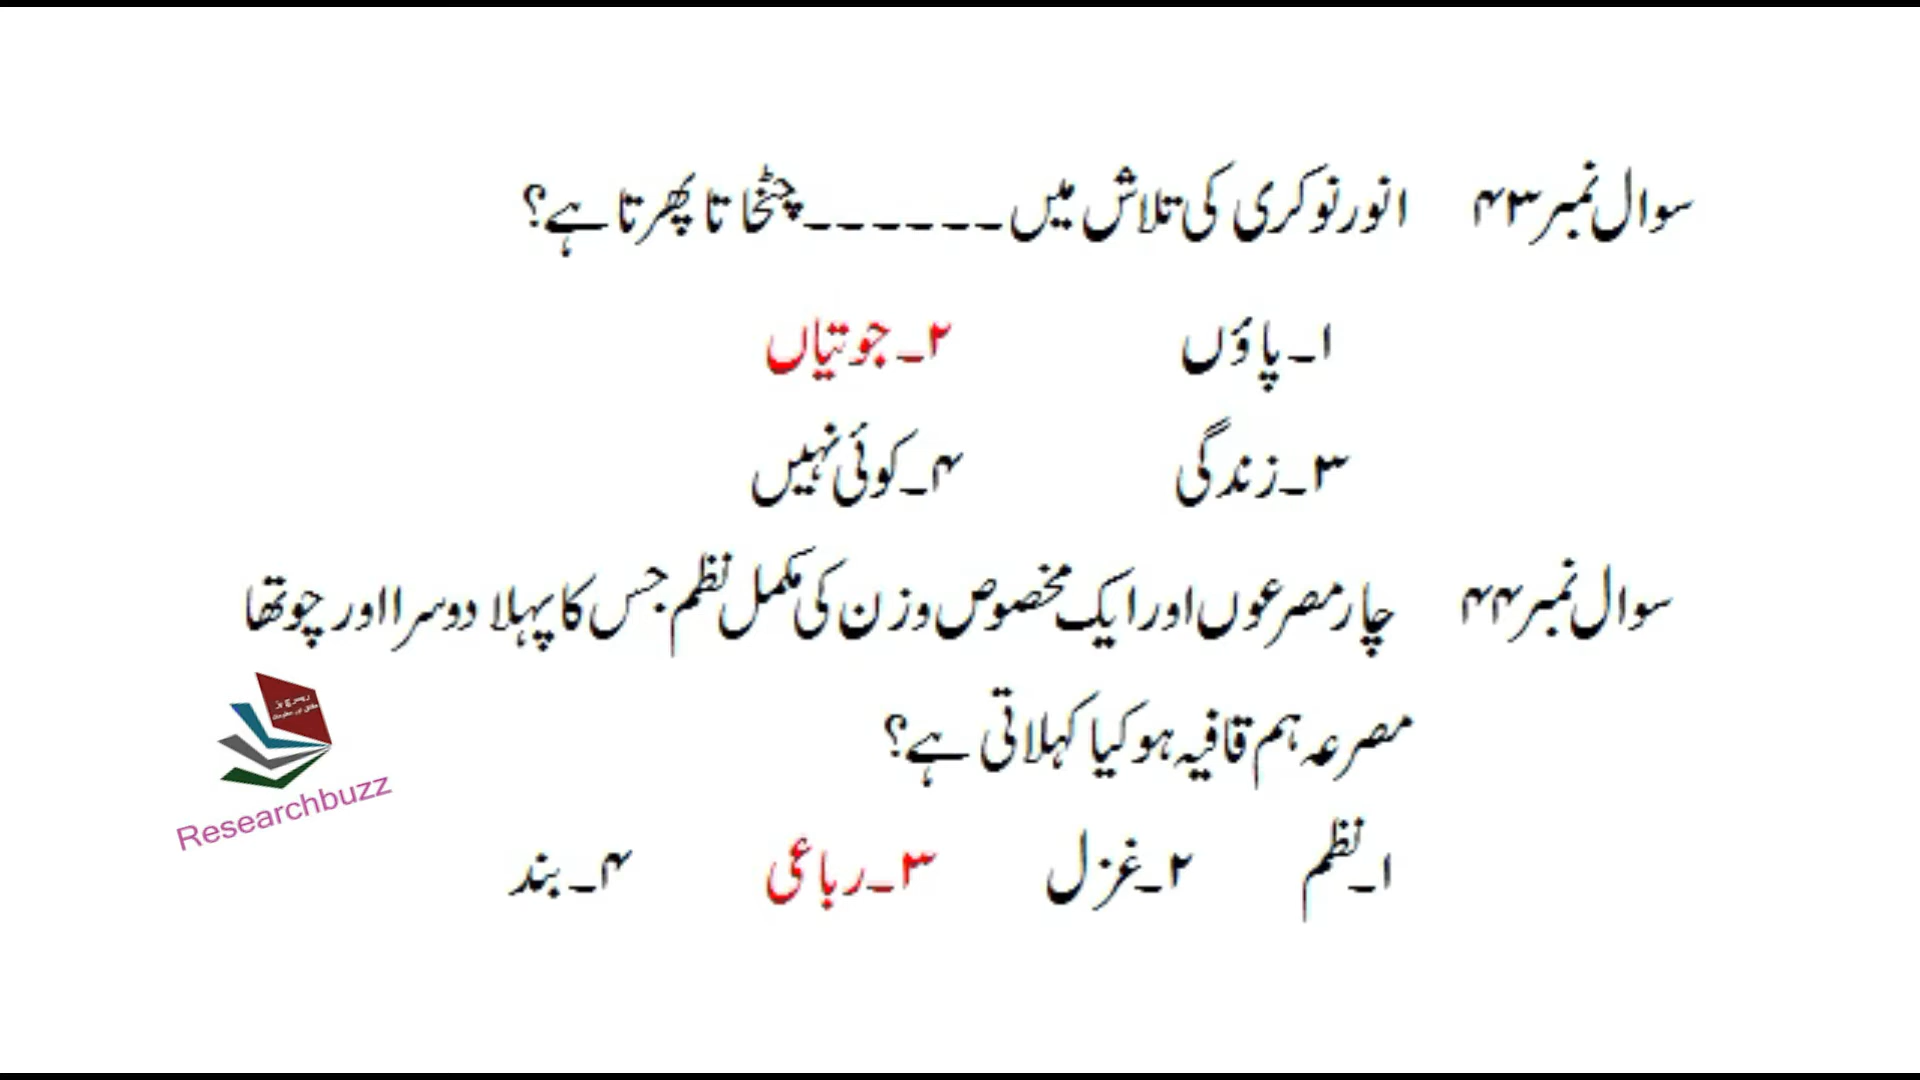 سوال نمبر ۴۳ انور نوکری کی تلاش میں ۔۔۔۔۔۔ چٹخاتا پھرتا ہے؟
۱۔ پاؤں ۲۔ جوتیاں
۳۔ زندگی ۴۔ کوئی نہیں
سوال نمبر ۴۴ چار مصرعوں اور ایک مخصوص وزن کی مکمل نظم جس کا پہلا دوسرا اور چوتھا
مصرعہ ہم قافیہ ہو کیا کہلاتی ہے؟
۱۔ نظم ۲۔ غزل ۳۔ رباعی ۴۔ بند
Researchbuzz